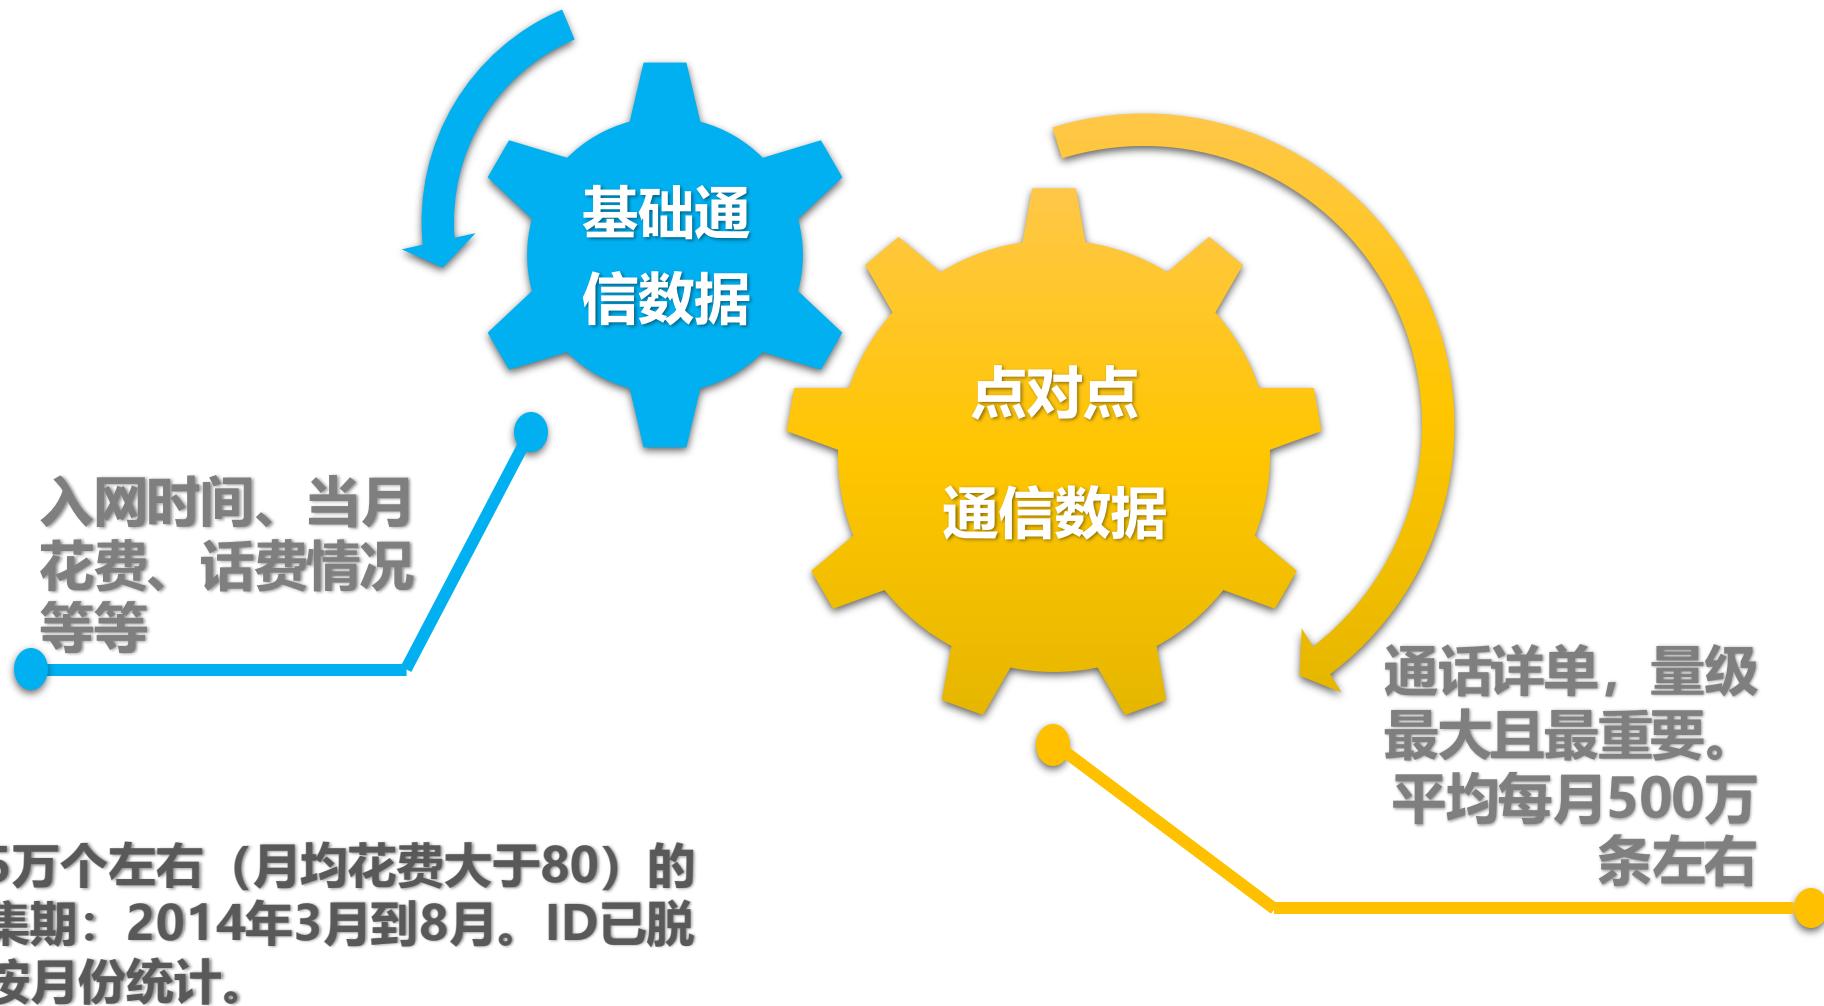 基础通
信数据
点对点
通信数据
入网时间、当月
花费、话费情况
等等
通话详单，量级
最大且最重要。
平均每月500万
条左右
5万个左右（月均花费大于80）的
集期：2014年3月到8月。ID已脱
按月份统计。